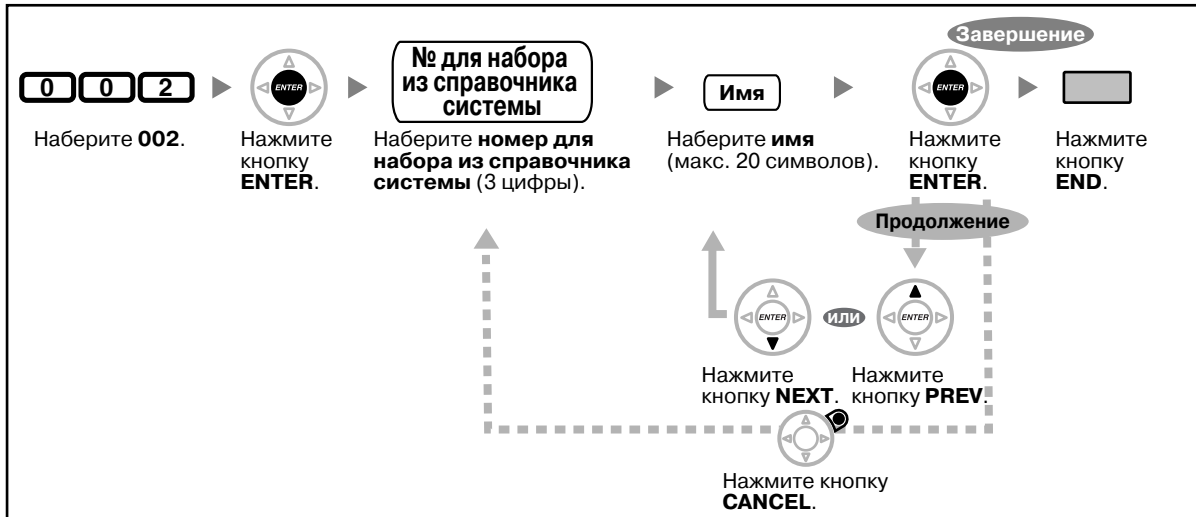 Завершение
0 0 2
ENTER
№ для набора
из справочника
системы
Имя
ENTER
Наберите 002.
Нажмите
кнопку
ENTER.
Наберите номер для
набора из справочника
системы (3 цифры).
Наберите имя
(макс. 20 символов).
Нажмите
кнопку
ENTER.
Нажмите
кнопку
END.
Продолжение
ENTER
ИЛИ
ENTER
Нажмите
кнопку NEXT.
Нажмите
кнопку PREV.
Нажмите кнопку
CANCEL.